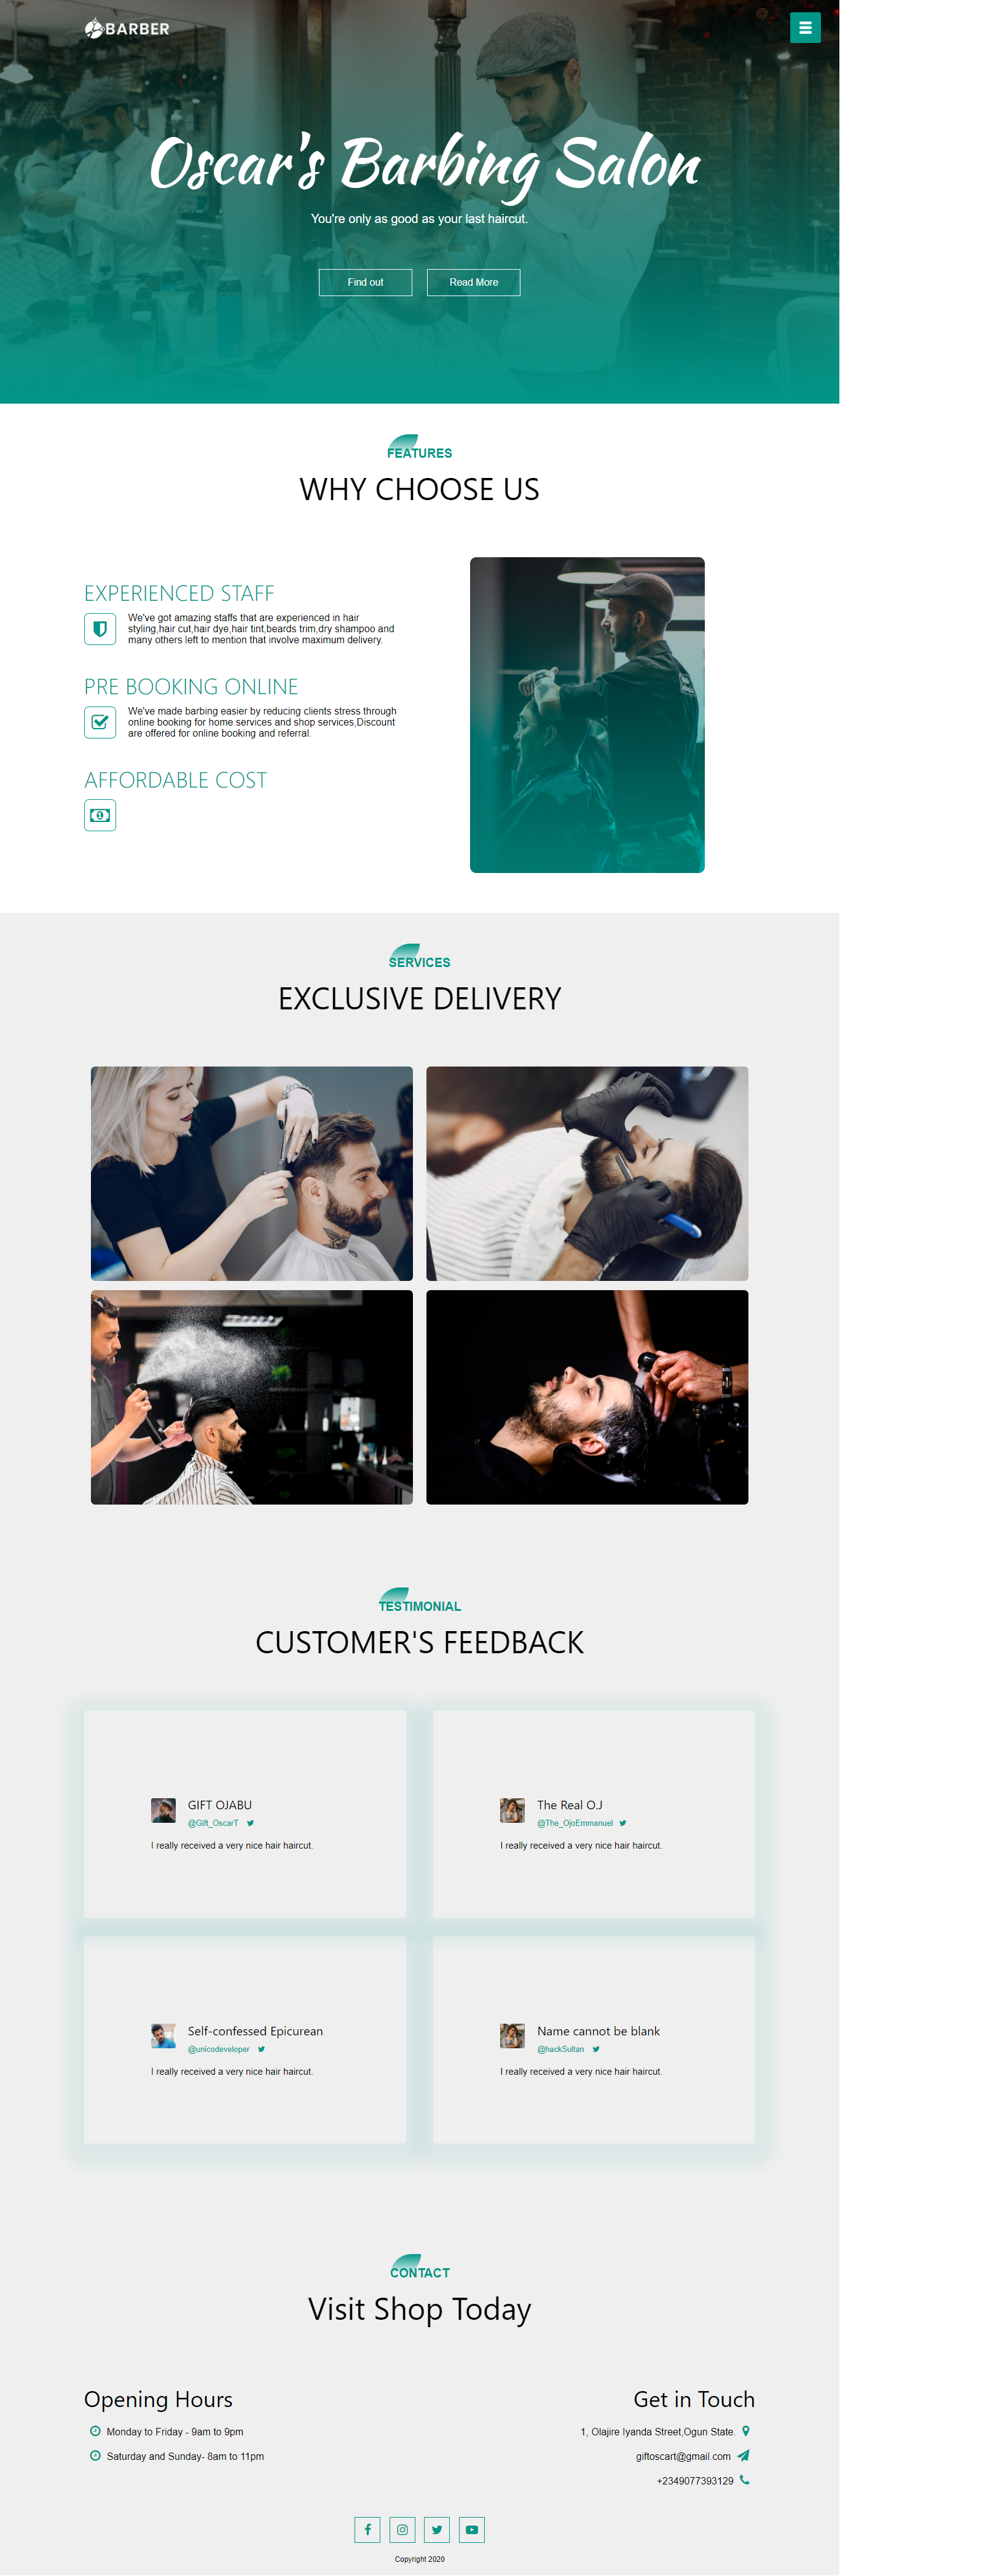 BARBER
Oscar's Barbing Salon
You're only as good as your last haircut.
Find out
Read More
FEATURES
WHY CHOOSE US
EXPERIENCED STAFF
We've got amazing staffs that are experienced in hair
styling,hair cut,hair dye,hair tint,beards trim,dry shampoo and
many others left to mention that involve maximum delivery.
PRE BOOKING ONLINE
We've made barbing easier by reducing clients stress through
online booking for home services and shop services,Discount
are offered for online booking and referral.
AFFORDABLE COST
SERVICES
EXCLUSIVE DELIVERY
TESTIMONIAL
CUSTOMER'S FEEDBACK
GIFT OJABU
@Gift_OscarT
I really received a very nice hair haircut.
The Real O.J
@The_OjoEmmanuel
I really received a very nice hair haircut.
Self-confessed Epicurean
@unicodeveloper
I really received a very nice hair haircut.
Name cannot be blank
@hackSultan
I really received a very nice hair haircut.
CONTACT
Visit Shop Today
Opening Hours
Monday to Friday - 9am to 9pm
Saturday and Sunday- 8am to 11pm
Get in Touch
1, Olajire Iyanda Street,Ogun State.
giftoscart@gmail.com
+2349077393129
Copyright 2020